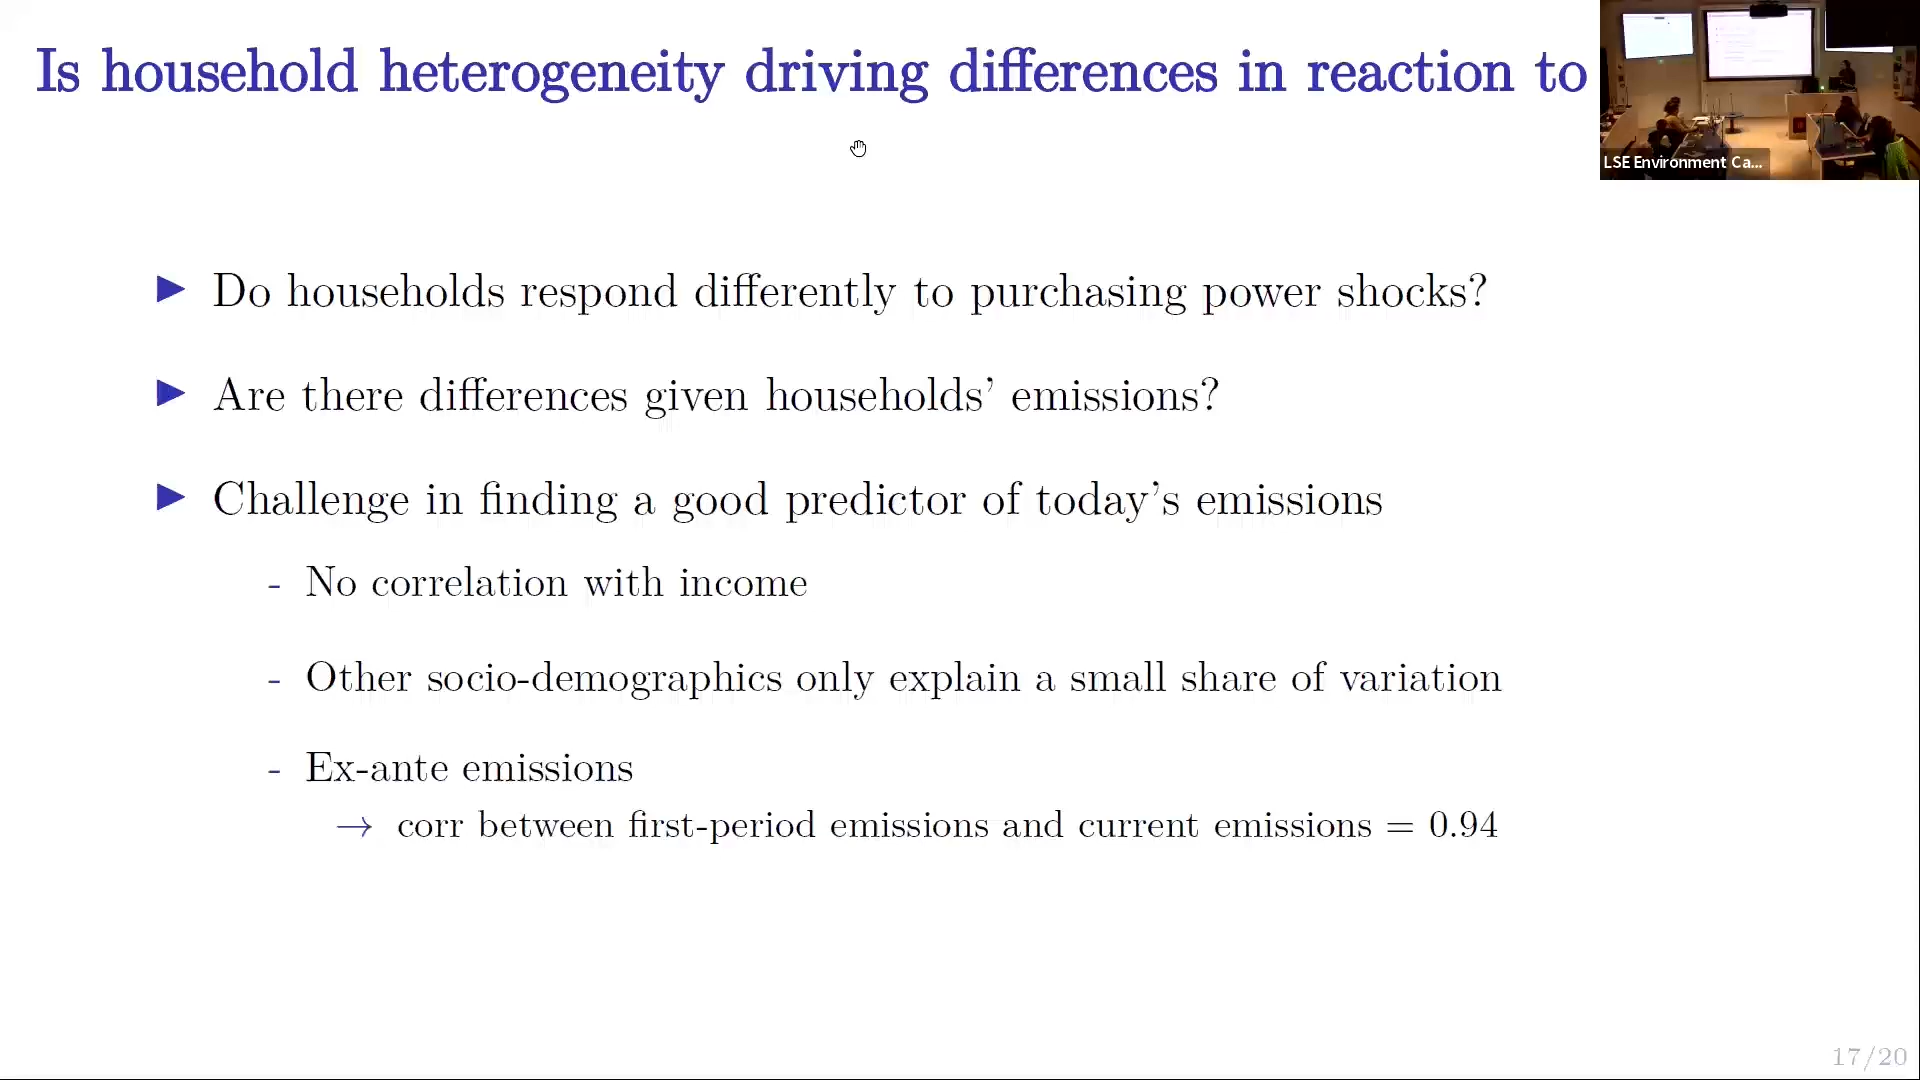 Is household heterogeneity driving differences in reaction to
LSE Environment Ca...
▶ Do households respond differently to purchasing power shocks?
▶ Are there differences given households' emissions?
▶ Challenge in finding a good predictor of today's emissions
- No correlation with income
- Other socio-demographics only explain a small share of variation
- Ex-ante emissions
→ corr between first-period emissions and current emissions = 0.94
17/20